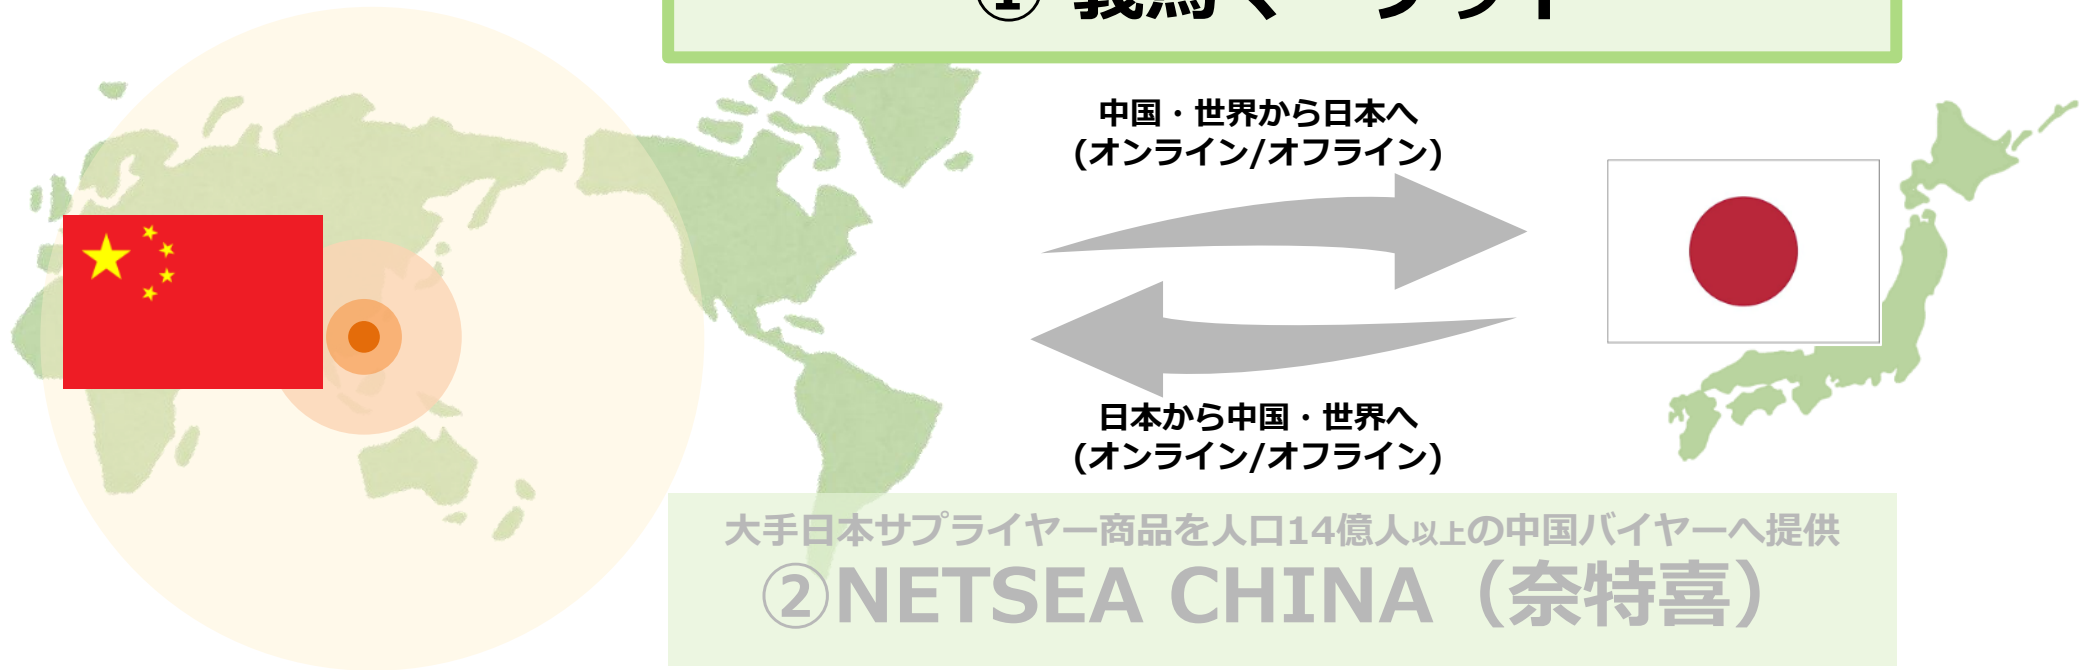 ①
中国・世界から日本へ
(オンライン/オフライン)
日本から中国・世界へ
(オンライン/オフライン)
大手日本サプライヤー商品を人口14億人以上の中国バイヤーへ提供
②NETSEA CHINA（奈特喜）